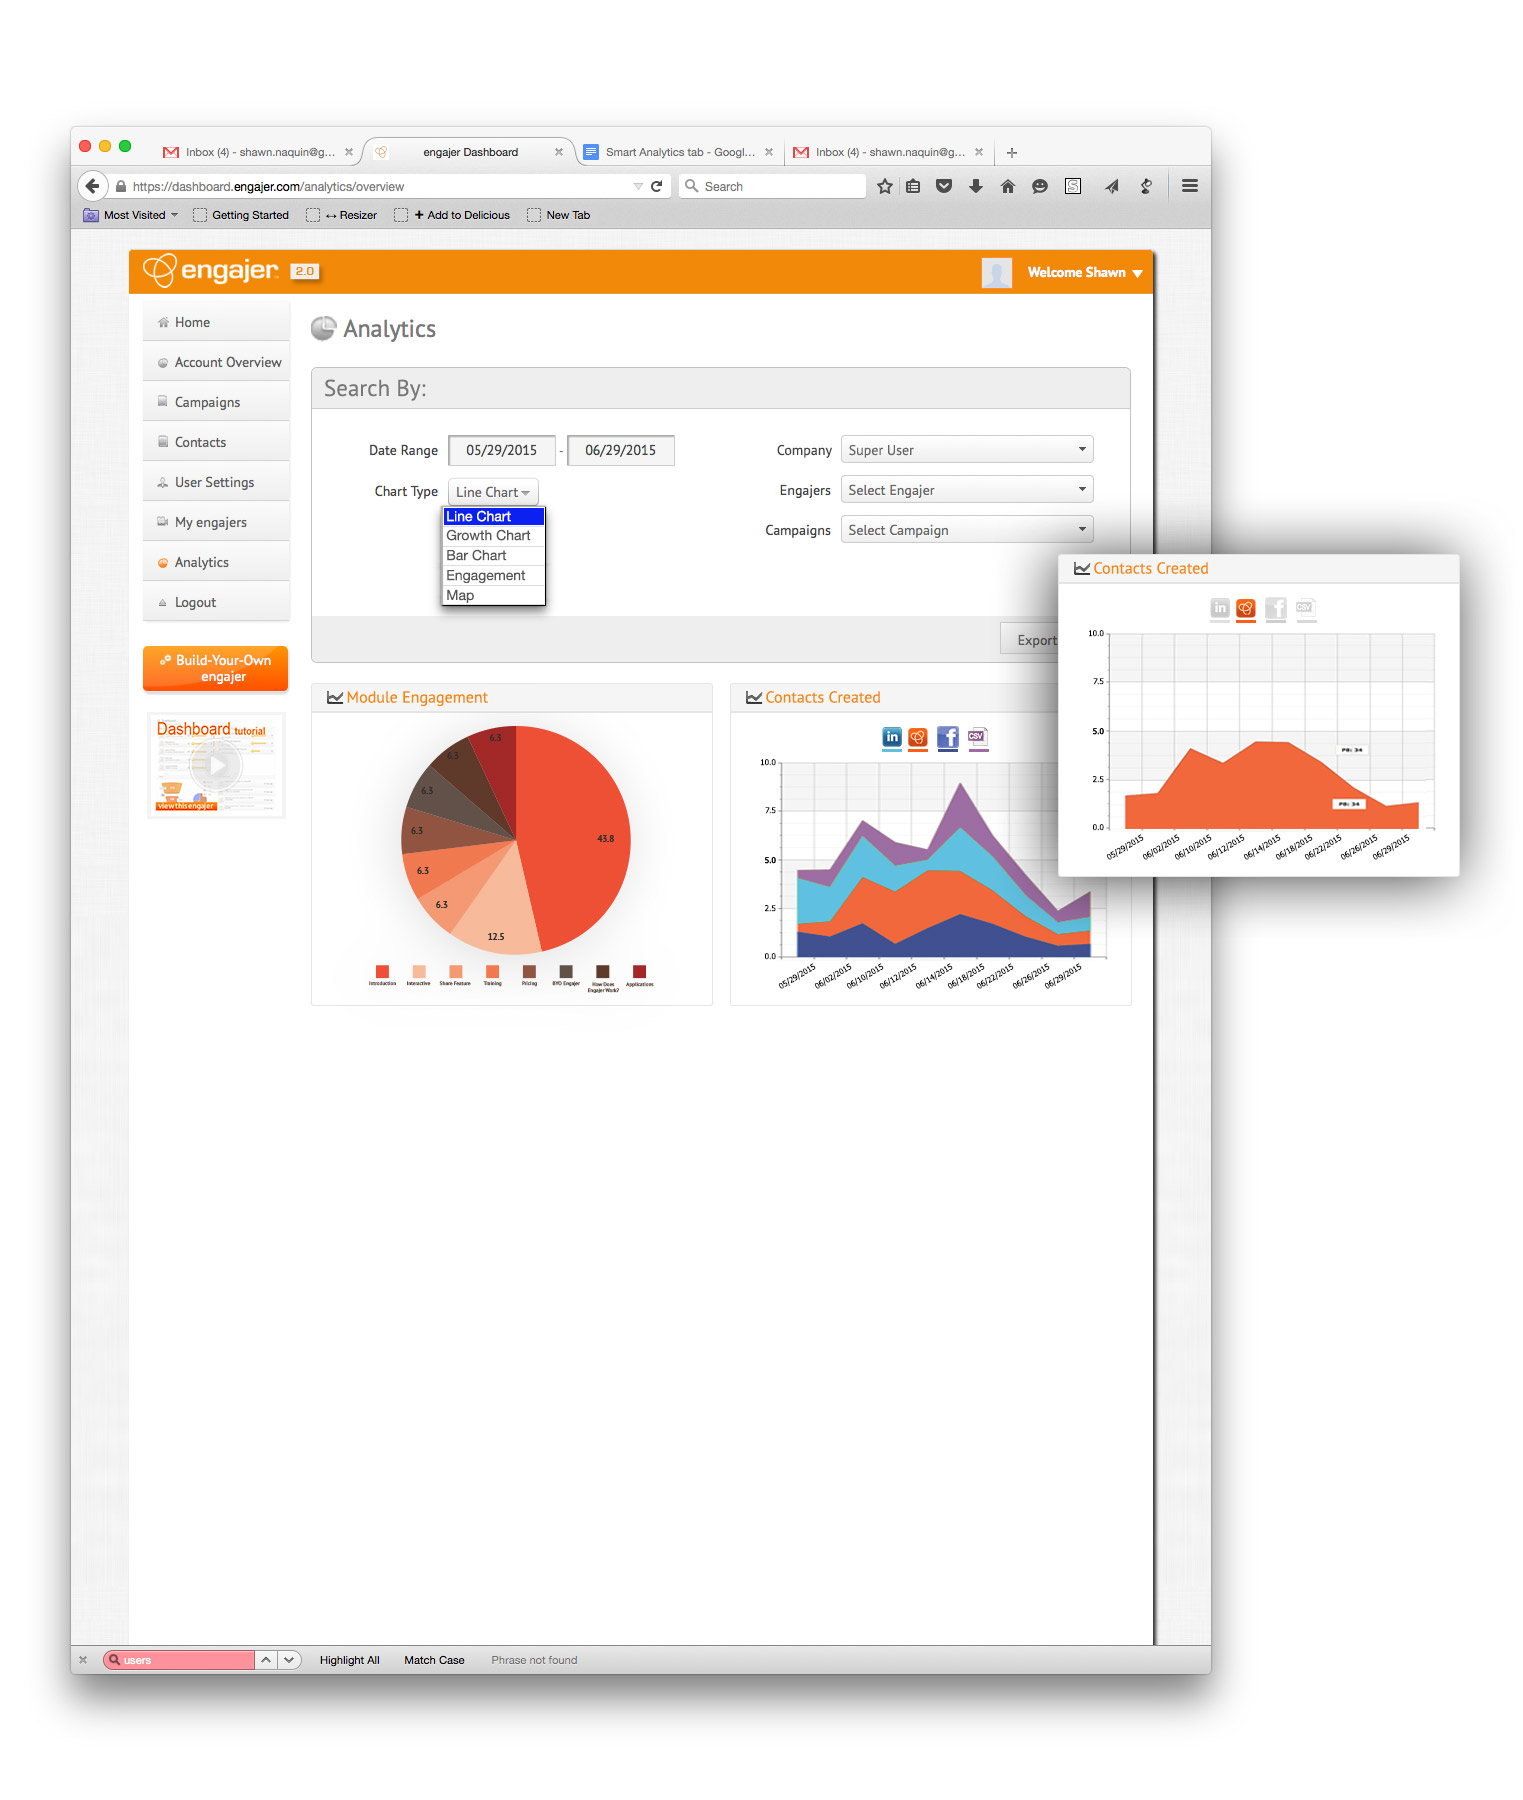 Inbox (4) - shawn.naquin@g...
engajer Dashboard
Smart Analytics tab - Googl...
Inbox (4) - shawn.naquin@g...
https://dashboard.engajer.com/analytics/overview
Search
Most Visited
Getting Started
↔ Resizer
+ Add to Delicious
New Tab
engajer 2.0
Welcome Shawn
Home
Account Overview
Campaigns
Contacts
User Settings
My engajers
Analytics
Logout
Build-Your-Own
engajer
Dashboard tutorial
view this engajer
Analytics
Search By:
Date Range 05/29/2015 - 06/29/2015
Chart Type Line Chart
Line Chart
Growth Chart
Bar Chart
Engagement
Map
Company Super User
Engajers Select Engajer
Campaigns Select Campaign
Export
Module Engagement
6.3
6.3
6.3
6.3
6.3
6.3
12.5
43.8
Introduction
Interactive
Share Feature
Training
Pricing
BYO Engajer
How Does
Engajer Work?
Applications
Contacts Created
in
f
CSV
10.0
7.5
5.0
2.5
0.0
05/29/2015
06/02/2015
06/10/2015
06/12/2015
06/14/2015
06/18/2015
06/22/2015
06/26/2015
06/29/2015
Contacts Created
in
f
CSV
10.0
7.5
5.0
2.5
0.0
PB: 34
PB: 34
05/29/2015
06/02/2015
06/10/2015
06/12/2015
06/14/2015
06/18/2015
06/22/2015
06/26/2015
06/29/2015
users
Highlight All
Match Case
Phrase not found